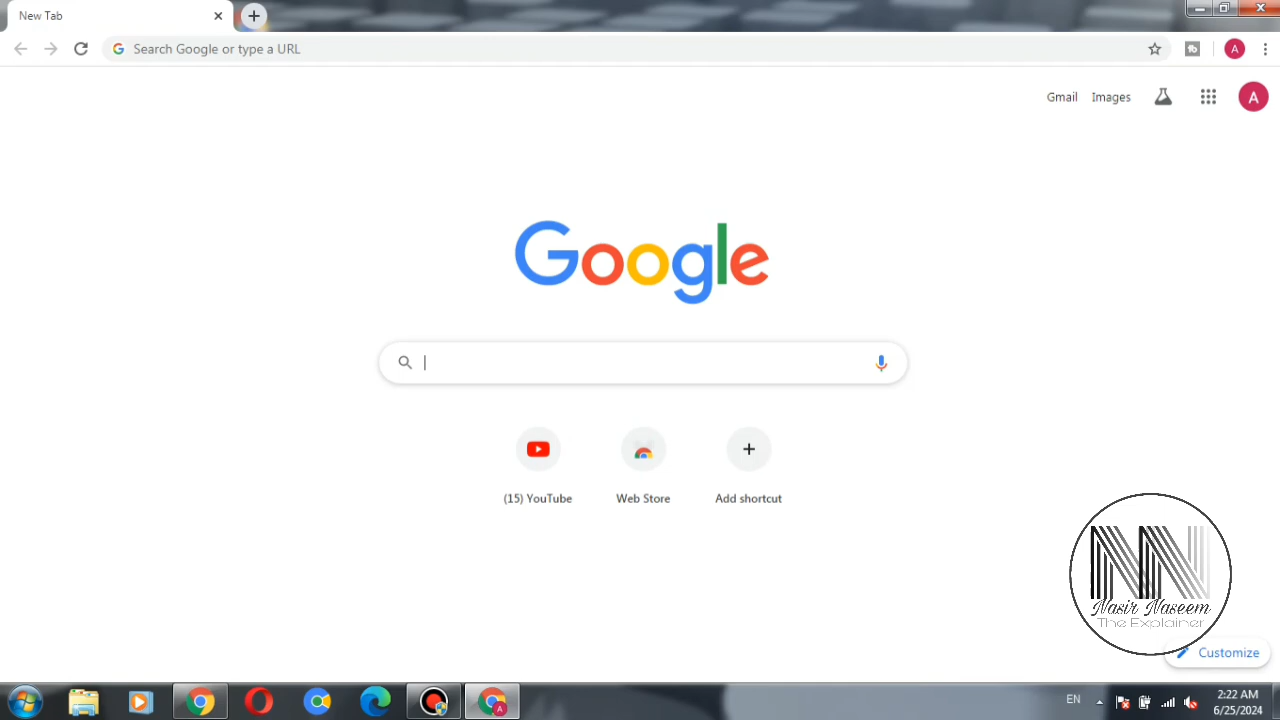 New Tab
Search Google or type a URL
A
Gmail
Images
A
Google
(15) YouTube
Web Store
Add shortcut
NN
Nasir Naseem
The Explainer
Customize
A
EN
2:22 AM
6/25/2024